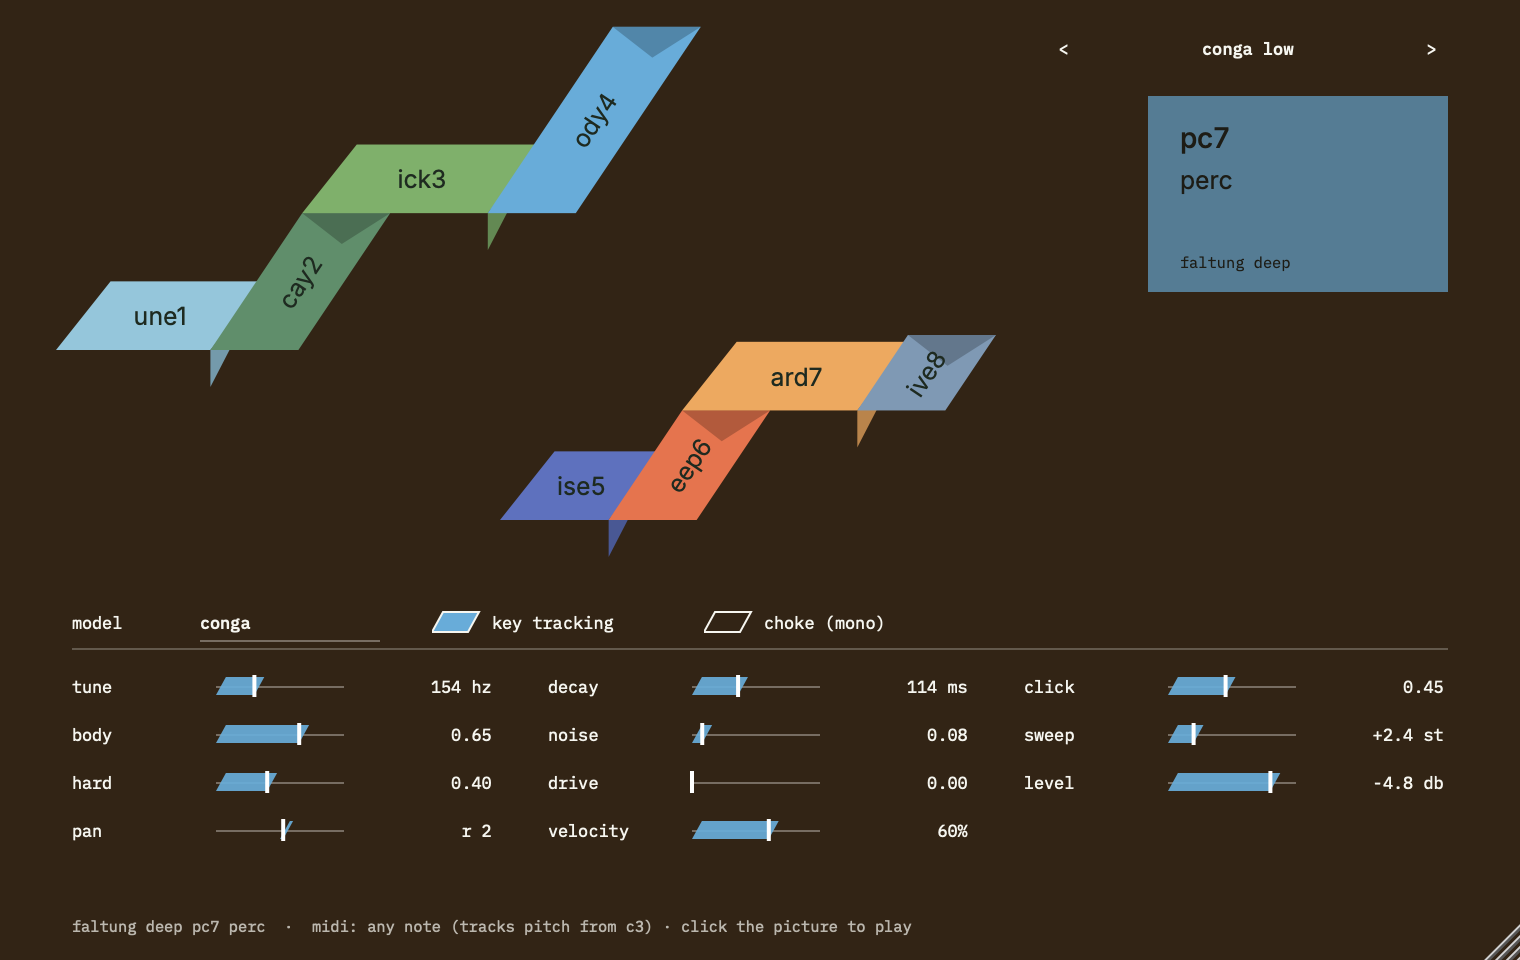 < conga low >
pc7
perc
faltung deep
ody4
ick3
cay2
une1
ive8
ard7
eep6
ise5
model conga key tracking choke (mono)
tune 154 hz decay 114 ms click 0.45
body 0.65 noise 0.08 sweep +2.4 st
hard 0.40 drive 0.00 level -4.8 db
pan r 2 velocity 60%
faltung deep pc7 perc · midi: any note (tracks pitch from c3) · click the picture to play